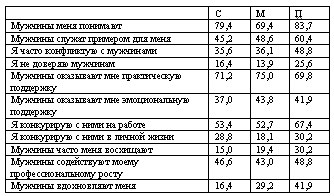 С М П
Мужчины меня понимают 79,4 69,4 83,7
Мужчины служат примером для меня 45,2 48,6 60,4
Я часто конфликтую с мужчинами 35,6 36,1 48,8
Я не доверяю мужчинам 16,4 13,9 25,6
Мужчины оказывают мне практическую 71,2 75,0 69,8
поддержку
Мужчины оказывают мне эмоциональную 37,0 43,8 41,9
поддержку
Я конкурирую с ними на работе 53,4 52,7 67,4
Я конкурирую с ними в личной жизни 28,8 18,1 30,2
Мужчины часто меня восхищают 15,0 19,4 30,2
Мужчины содействуют моему 46,6 43,0 48,8
профессиональному росту
Мужчины вдохновляют меня 16,4 29,2 41,9